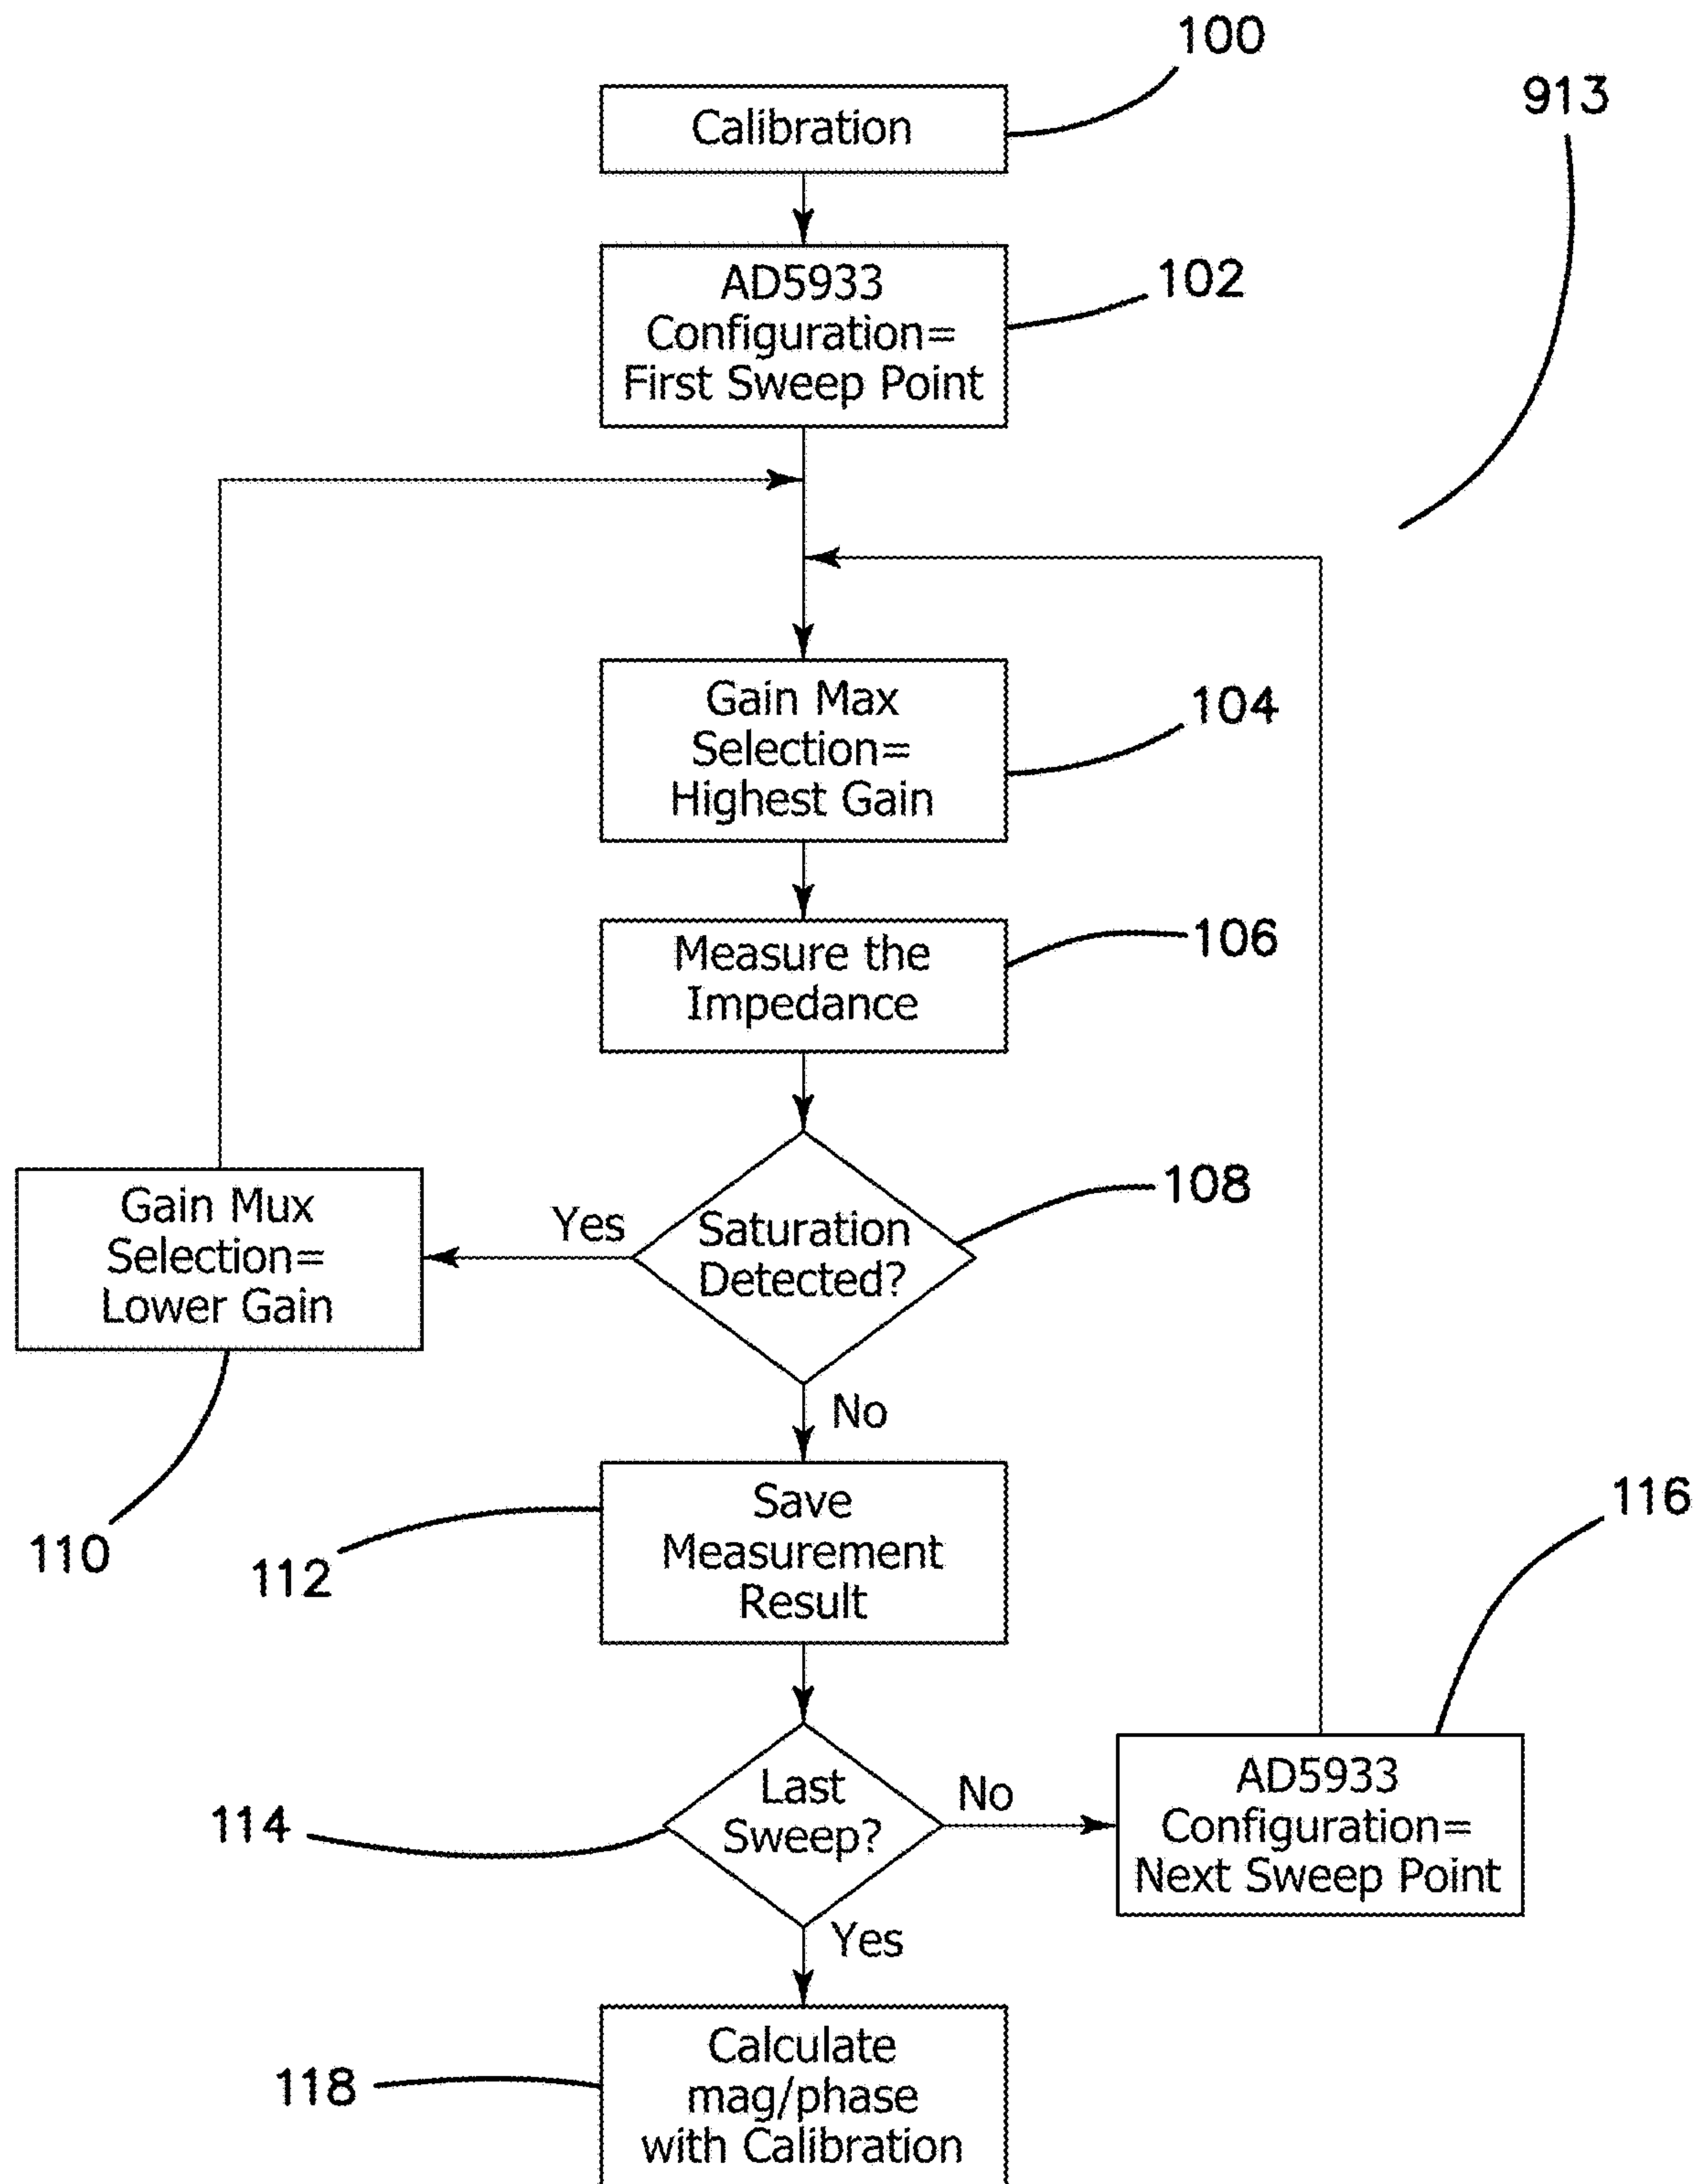 100
913
Calibration
102
AD5933
Configuration=
First Sweep Point
104
Gain Max
Selection=
Highest Gain
106
Measure the
Impedance
108
Saturation
Detected?
Yes
Gain Mux
Selection=
Lower Gain
110
No
112
Save
Measurement
Result
116
114
Last
Sweep?
No
AD5933
Configuration=
Next Sweep Point
Yes
118
Calculate
mag/phase
with Calibration